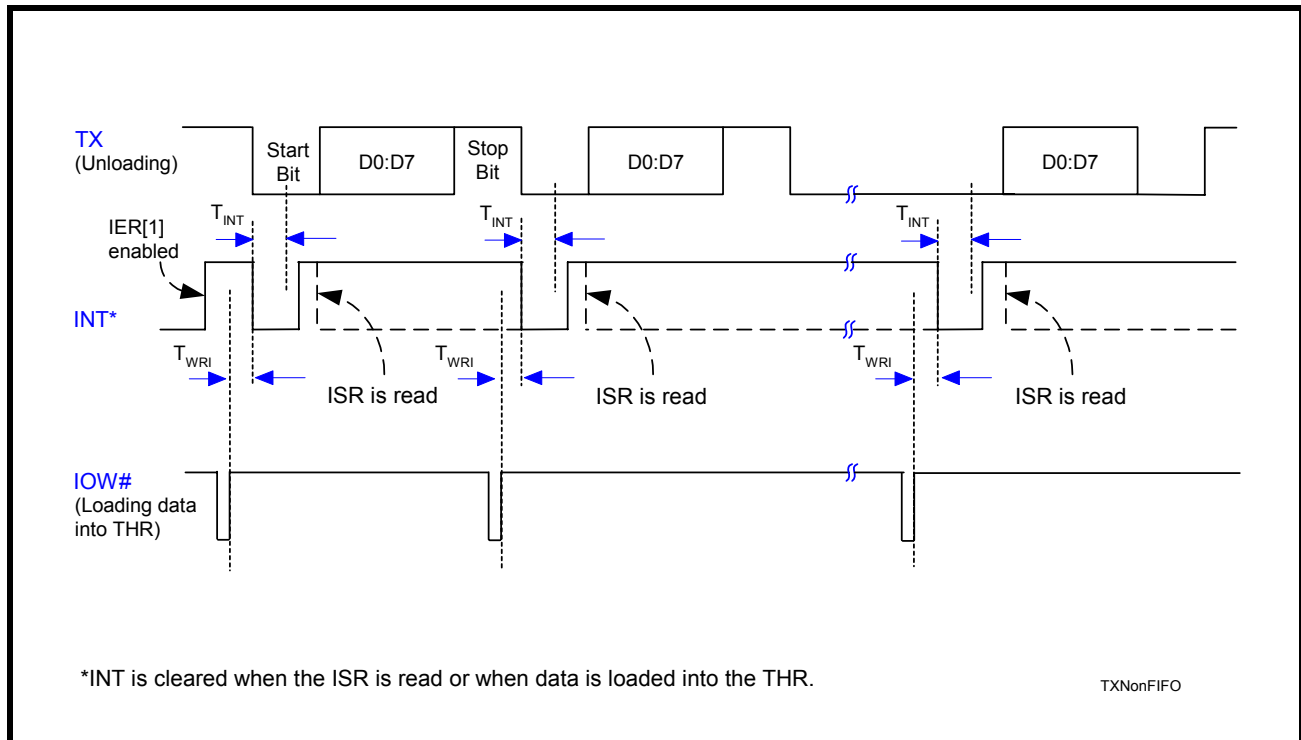 TX
(Unloading)
Start
Bit
D0:D7
Stop
Bit
D0:D7
D0:D7
IER[1]
enabled
TINT
TINT
TINT
INT*
TWRI
TWRI
TWRI
ISR is read
ISR is read
ISR is read
IOW#
(Loading data
into THR)
*INT is cleared when the ISR is read or when data is loaded into the THR.
TXNonFIFO